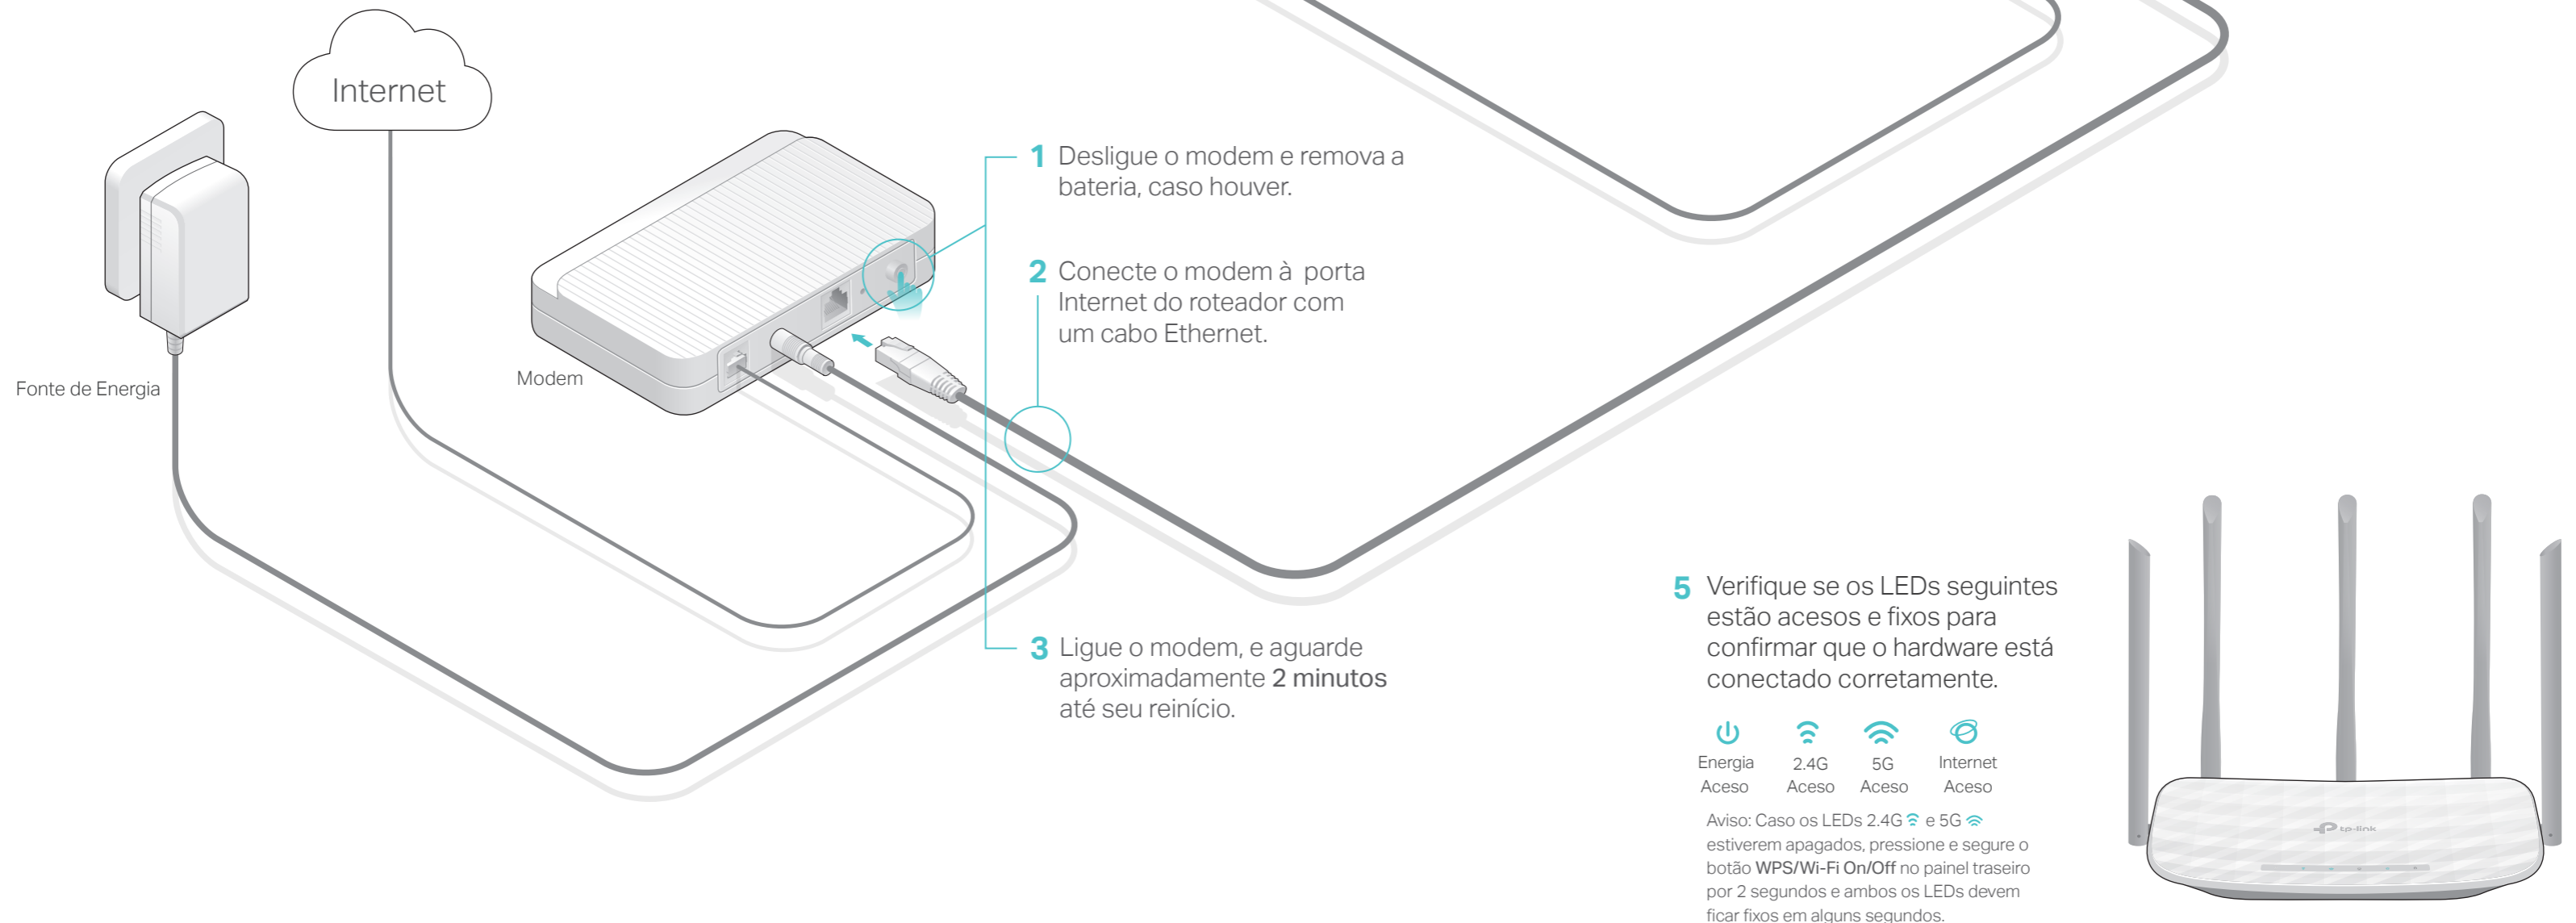 Internet
Fonte de Energia
Modem
1 Desligue o modem e remova a
bateria, caso houver.
2 Conecte o modem à porta
Internet do roteador com
um cabo Ethernet.
3 Ligue o modem, e aguarde
aproximadamente 2 minutos
até seu reinício.
5 Verifique se os LEDs seguintes
estão acesos e fixos para
confirmar que o hardware está
conectado corretamente.
Energia 2.4G 5G Internet
Aceso Aceso Aceso Aceso
Aviso: Caso os LEDs 2.4G e 5G
estiverem apagados, pressione e segure o
botão WPS/Wi-Fi On/Off no painel traseiro
por 2 segundos e ambos os LEDs devem
ficar fixos em alguns segundos.
tp-link